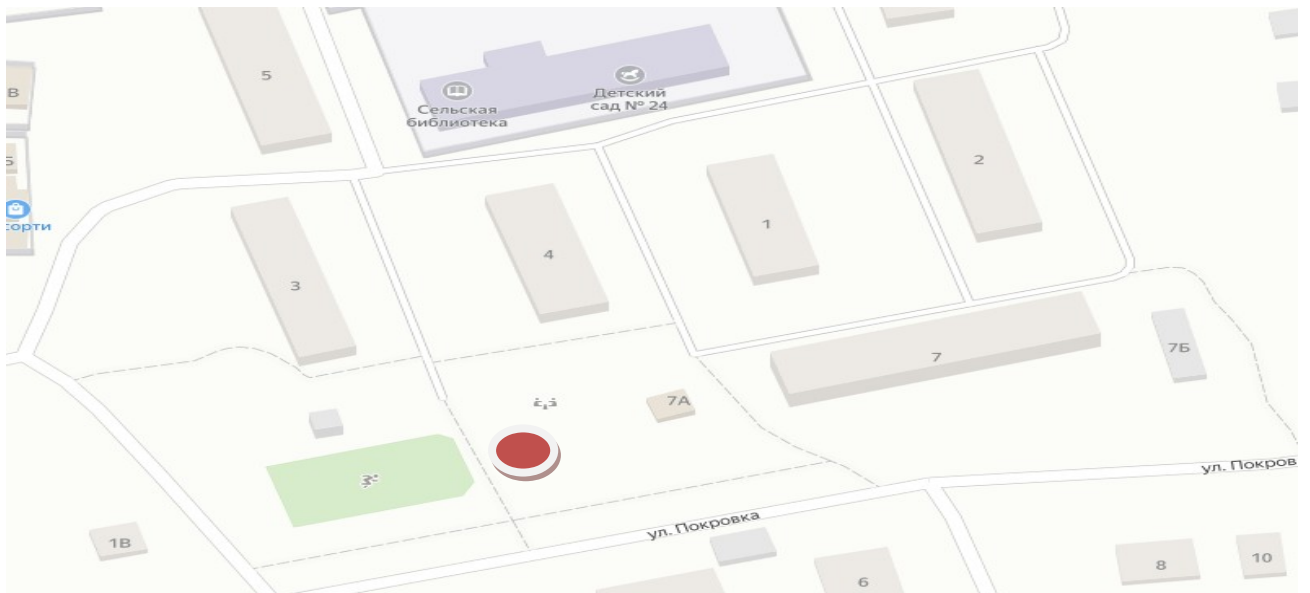 5
В
Детский
сад № 24
Сельская
библиотека
2
Б
1
сорти
4
3
7
7Б
7А
ул. Покров
ул. Покровка
1В
6
8
10